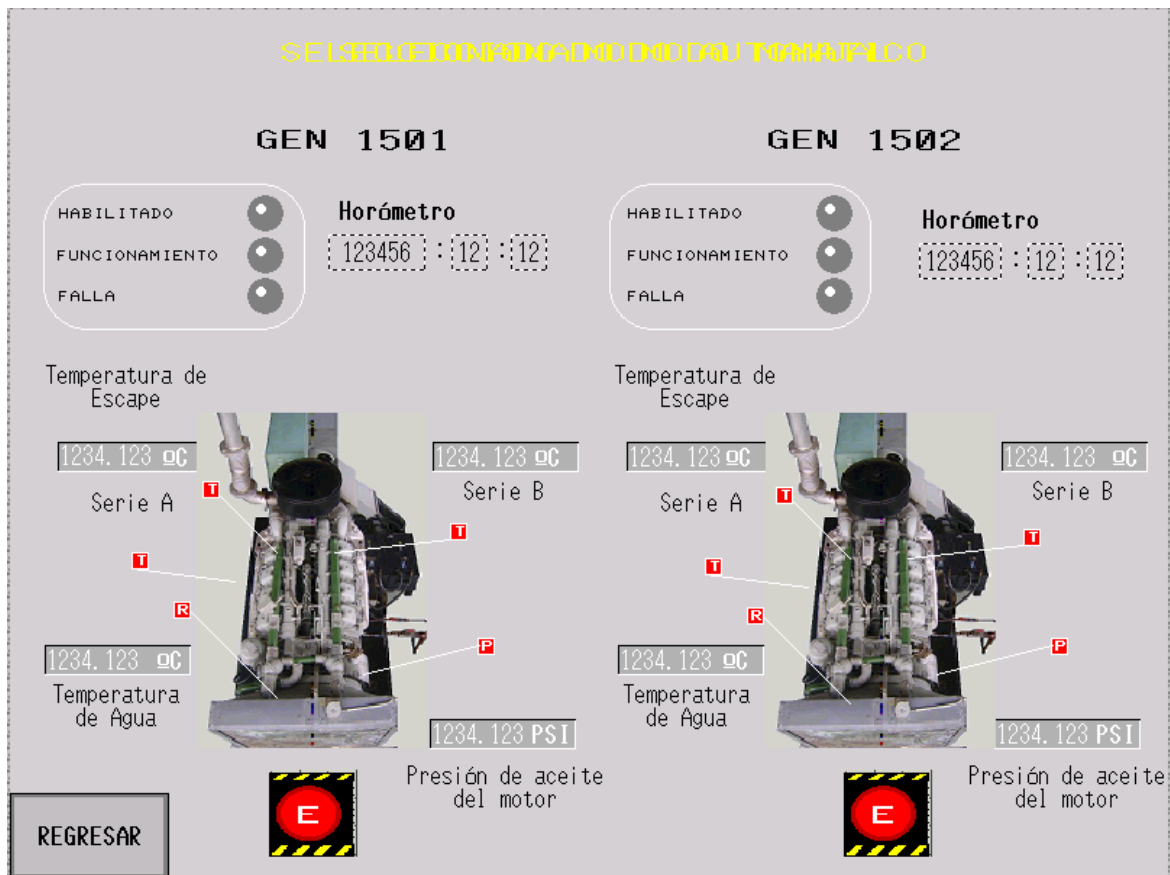 GEN 1501
HABILITADO
FUNCIONAMIENTO
FALLA
Horómetro
123456 : 12 : 12
Temperatura de
Escape
1234.123 ºC
Serie A
1234.123 ºC
Serie B
T
T
T
R
P
1234.123 ºC
Temperatura
de Agua
1234.123 PSI
Presión de aceite
del motor
E
GEN 1502
HABILITADO
FUNCIONAMIENTO
FALLA
Horómetro
123456 : 12 : 12
Temperatura de
Escape
1234.123 ºC
Serie A
1234.123 ºC
Serie B
T
T
T
R
P
1234.123 ºC
Temperatura
de Agua
1234.123 PSI
Presión de aceite
del motor
E
REGRESAR